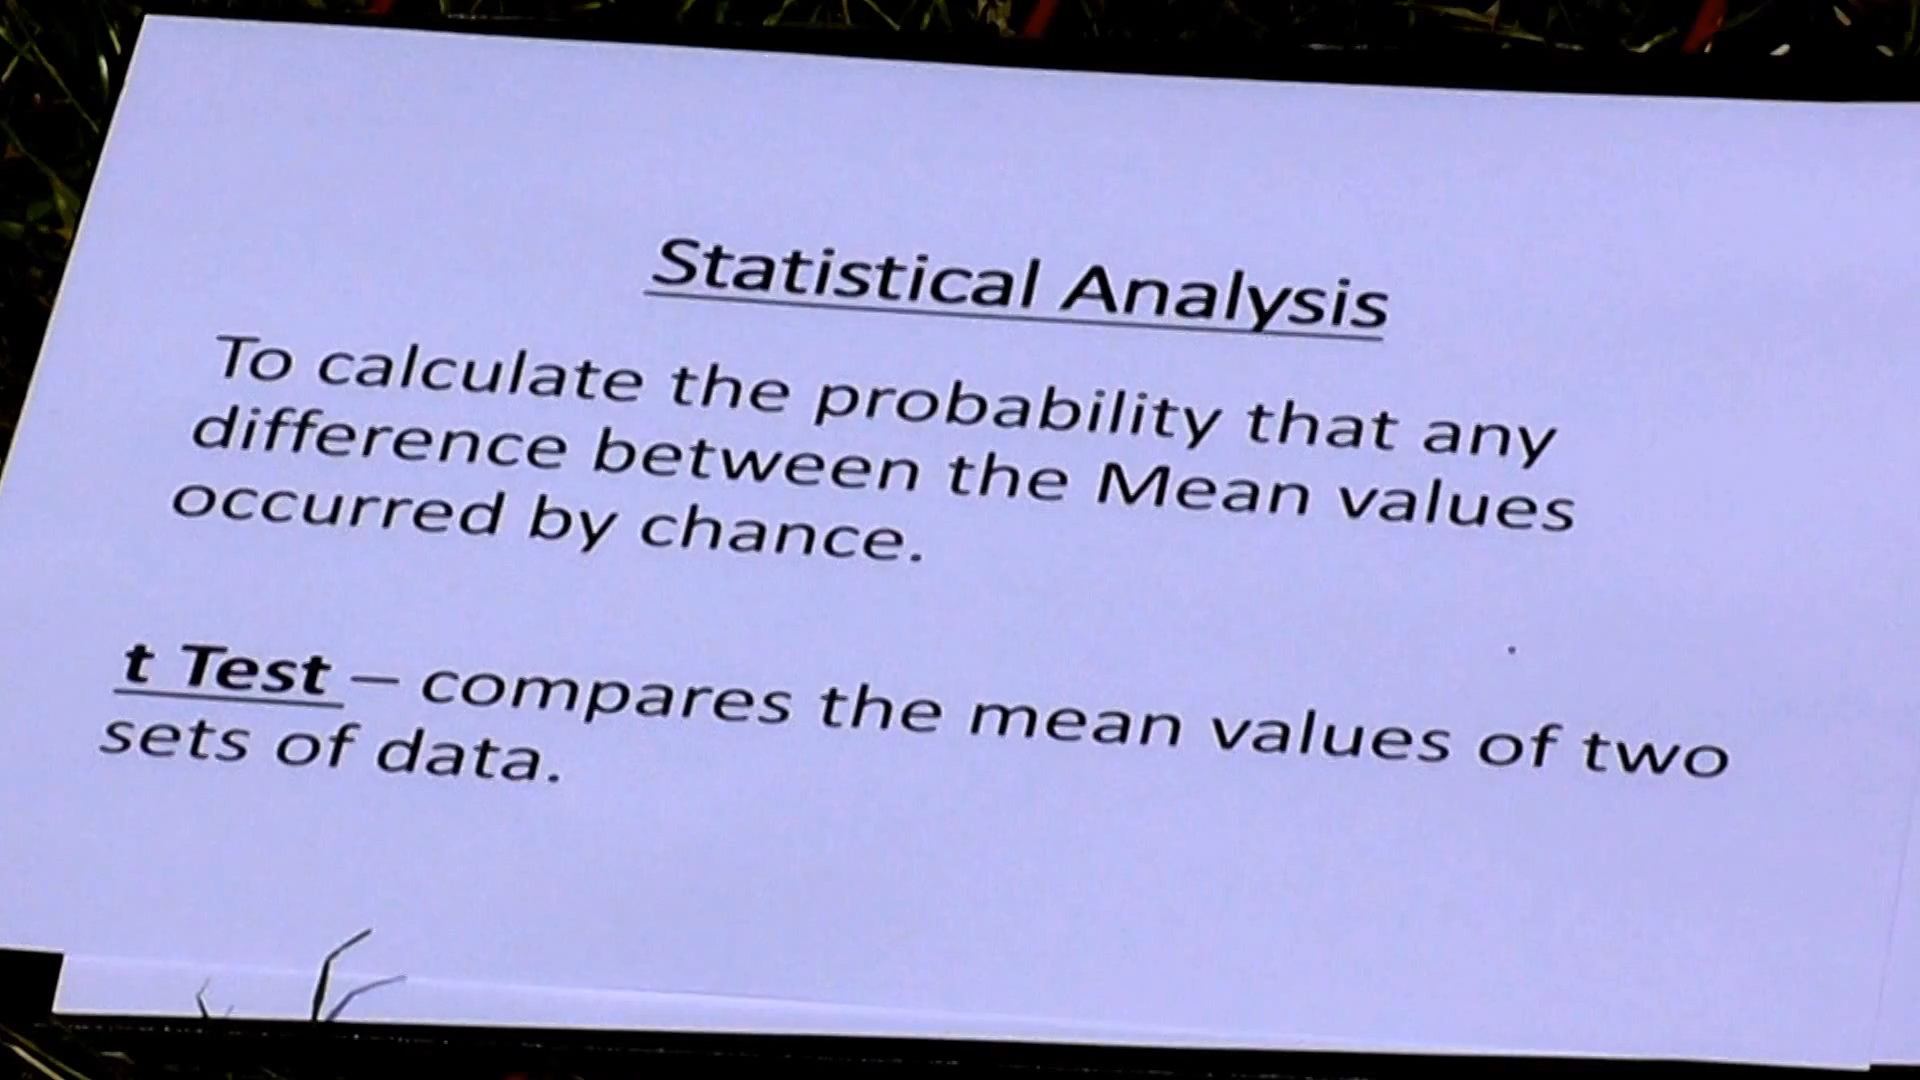 Statistical Analysis
To calculate the probability that any
difference between the Mean values
occurred by chance.
t Test – compares the mean values of two
sets of data.